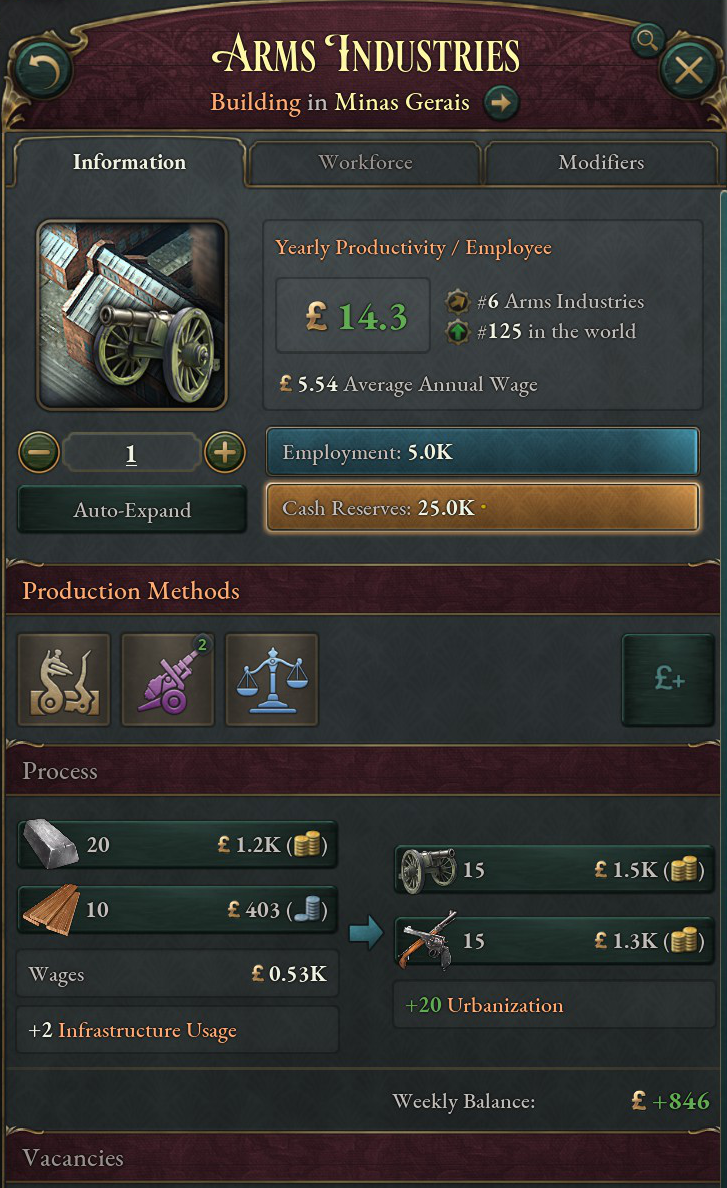 Arms Industries
Building in Minas Gerais
Information
Workforce
Modifiers
Yearly Productivity / Employee
£ 14.3
#6 Arms Industries
#125 in the world
£ 5.54 Average Annual Wage
1
Employment: 5.0K
Auto-Expand
Cash Reserves: 25.0K
Production Methods
2
£+
Process
20 £ 1.2K ( )
10 £ 403 ( )
Wages £ 0.53K
+2 Infrastructure Usage
15 £ 1.5K ( )
15 £ 1.3K ( )
+20 Urbanization
Weekly Balance: £ +846
Vacancies